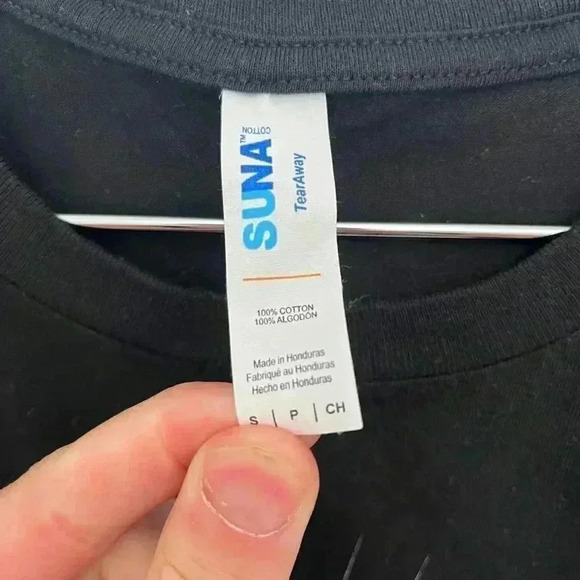 SUNA™
COTTON
TearAway
100% COTTON
100% ALGODÓN
Made in Honduras
Fabriqué au Honduras
Hecho en Honduras
S | P | CH